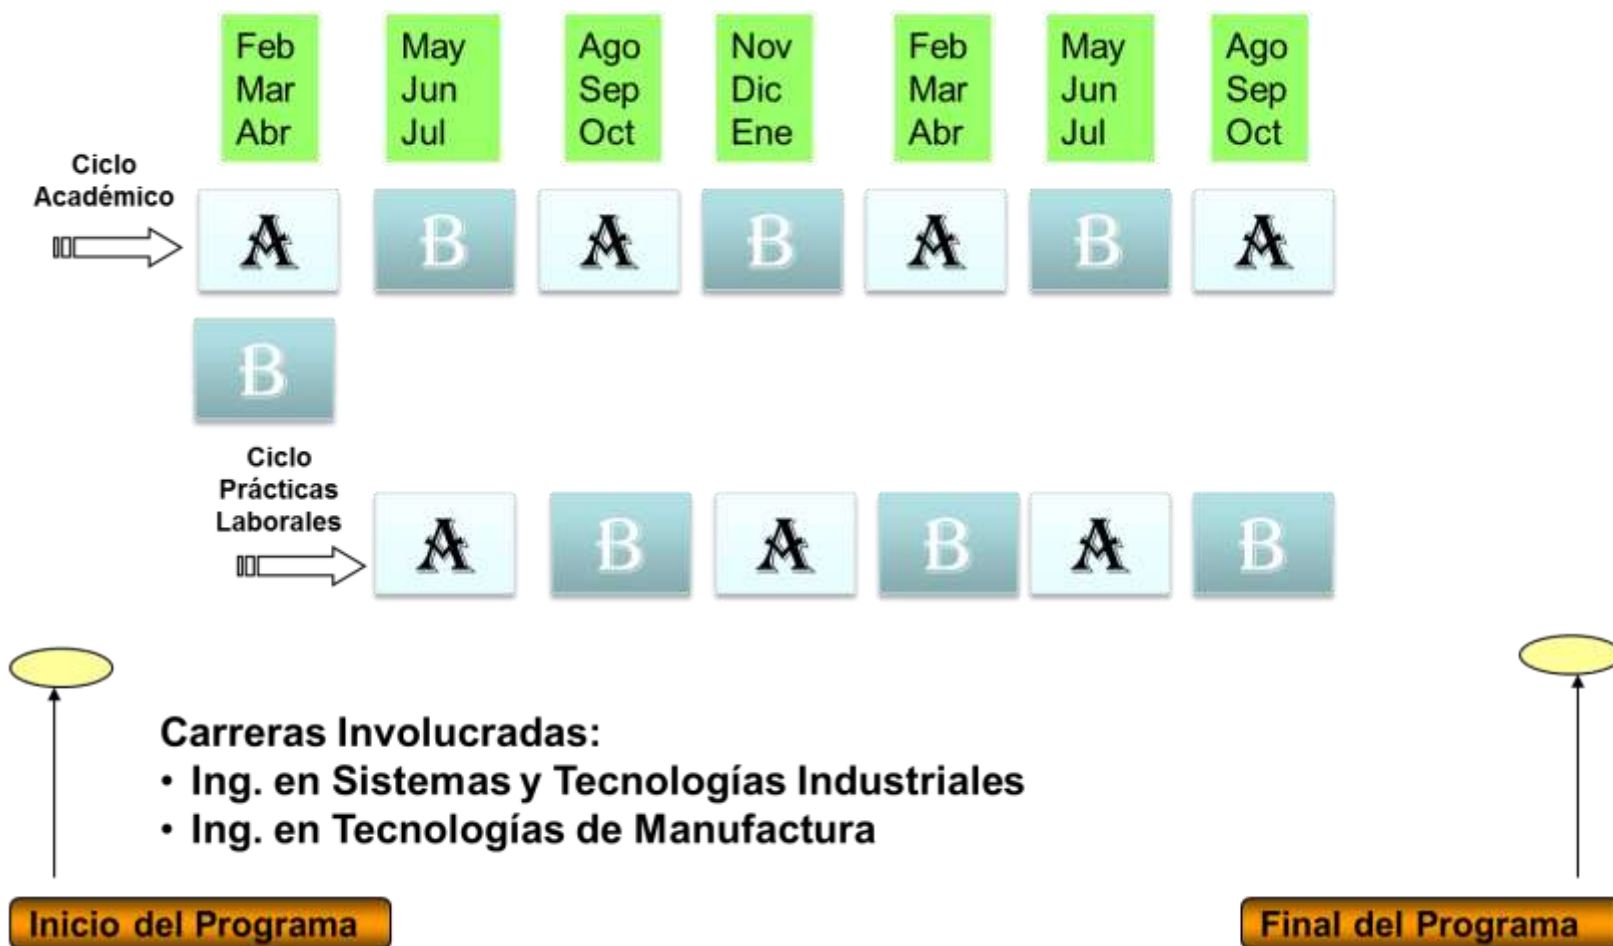 Feb
Mar
Abr
May
Jun
Jul
Ago
Sep
Oct
Nov
Dic
Ene
Feb
Mar
Abr
May
Jun
Jul
Ago
Sep
Oct
Ciclo
Académico
A B A B A B A
B
Ciclo
Prácticas
Laborales
A B A B A B
Carreras Involucradas:
• Ing. en Sistemas y Tecnologías Industriales
• Ing. en Tecnologías de Manufactura
Inicio del Programa
Final del Programa